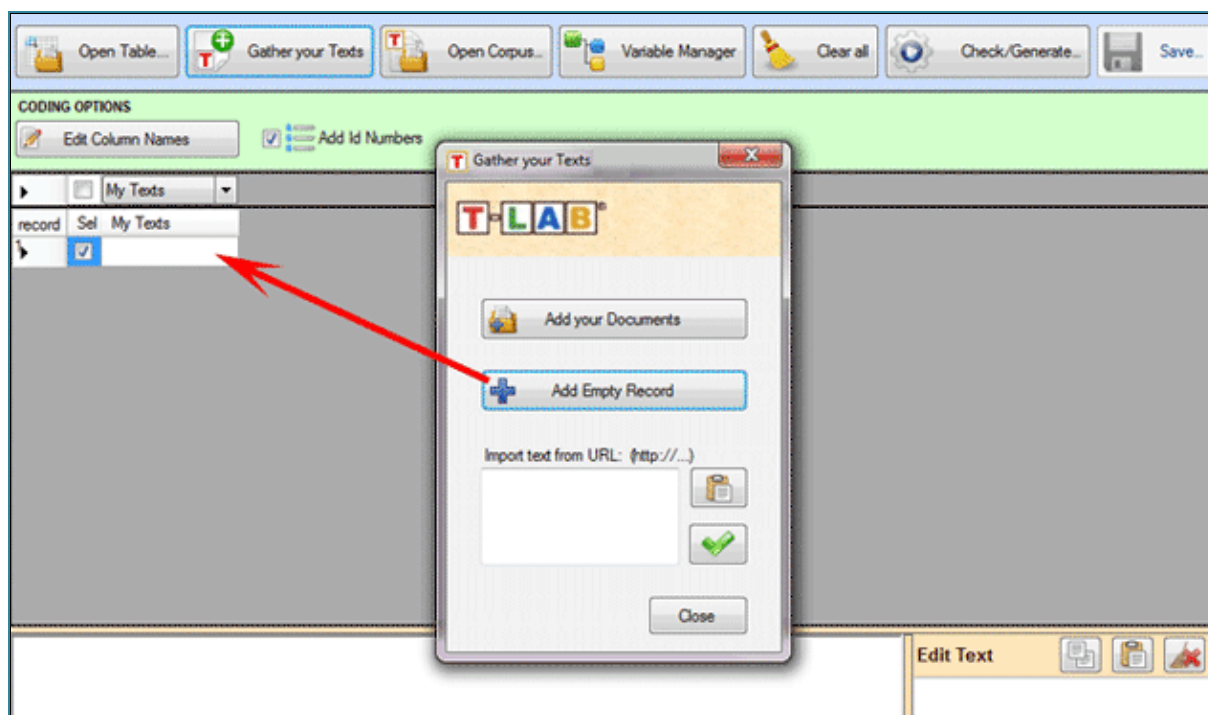 Open Table... Gather your Texts Open Corpus... Variable Manager Clear all Check/Generate... Save...
CODING OPTIONS
Edit Column Names Add Id Numbers
My Texts
record Sel My Texts
Gather your Texts
T-LAB®
Add your Documents
Add Empty Record
Import text from URL: (http://...)
Close
Edit Text